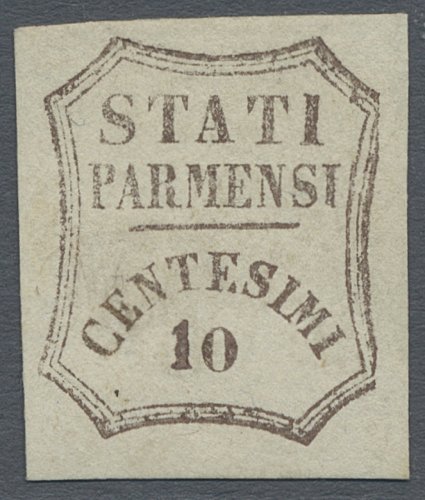 STATI
PARMENSI
CENTESIMI
10